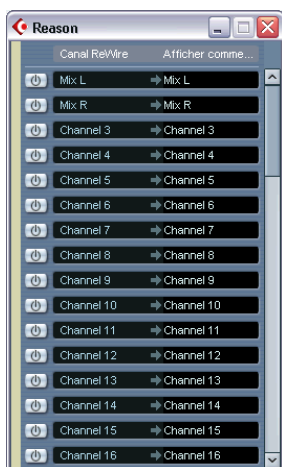 Reason
Canal ReWire Afficher comme...
Mix L Mix L
Mix R Mix R
Channel 3 Channel 3
Channel 4 Channel 4
Channel 5 Channel 5
Channel 6 Channel 6
Channel 7 Channel 7
Channel 8 Channel 8
Channel 9 Channel 9
Channel 10 Channel 10
Channel 11 Channel 11
Channel 12 Channel 12
Channel 13 Channel 13
Channel 14 Channel 14
Channel 15 Channel 15
Channel 16 Channel 16